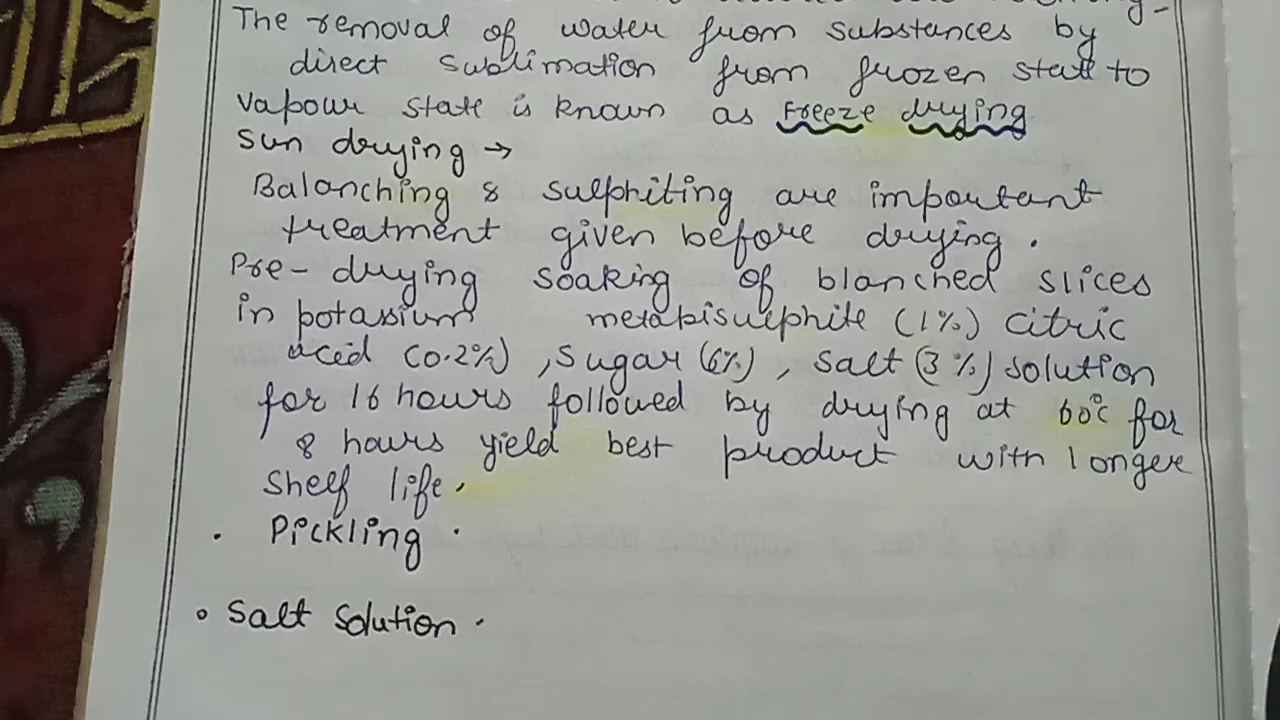 The removal of water from substances by
direct sublimation from frozen state to
vapour state is known as Freeze drying
Sun drying →
Balanching & sulphiting are important
treatment given before drying.
Pre-drying soaking of blanched slices
in potassium metabisulphite (1%) citric
acid (0.2%), sugar (6%), salt (3%) solution
for 16 hours followed by drying at 60°c for
8 hours yield best product with longer
Shelf life.
• Pickling.
• Salt Solution.